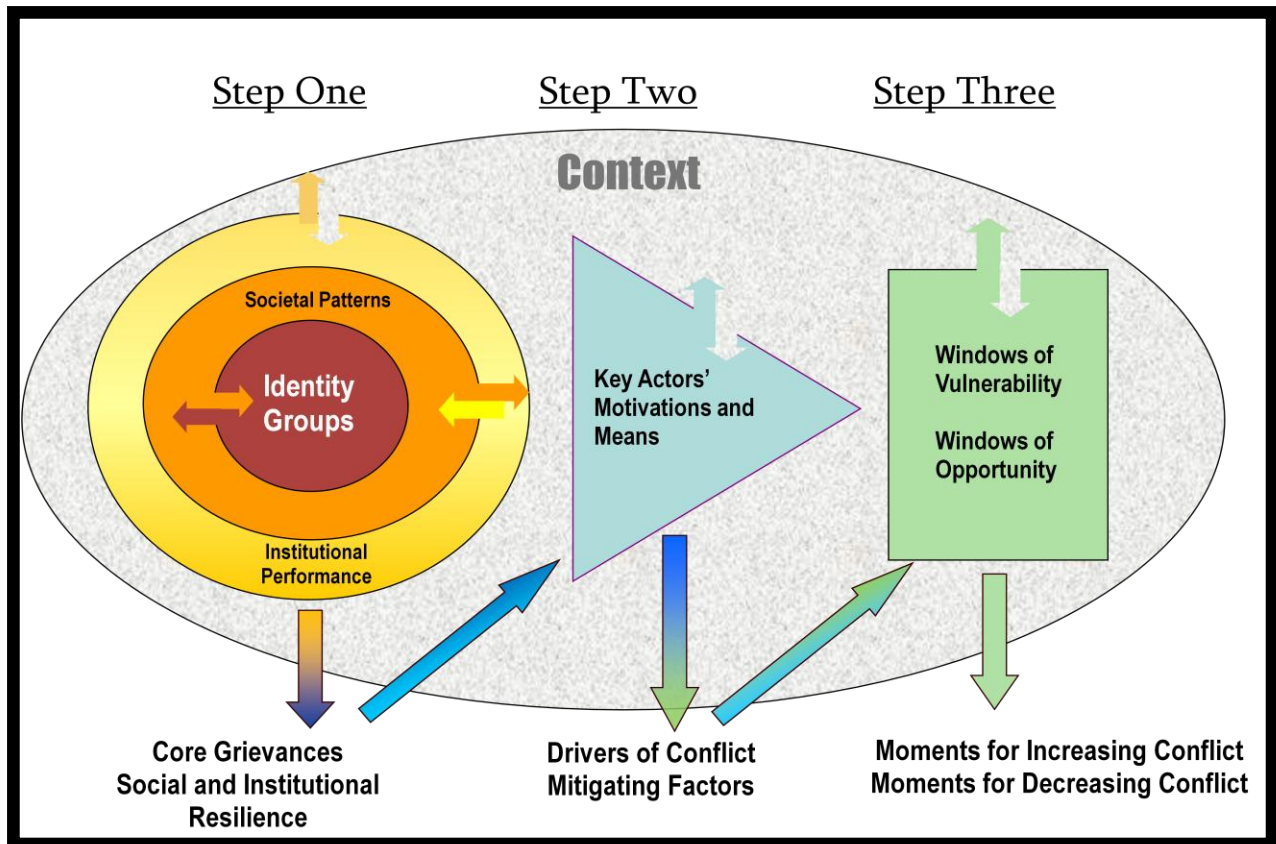 Step One
Step Two
Step Three
Context
Societal Patterns
Identity
Groups
Institutional
Performance
Key Actors'
Motivations and
Means
Windows of
Vulnerability
Windows of
Opportunity
Core Grievances
Social and Institutional
Resilience
Drivers of Conflict
Mitigating Factors
Moments for Increasing Conflict
Moments for Decreasing Conflict